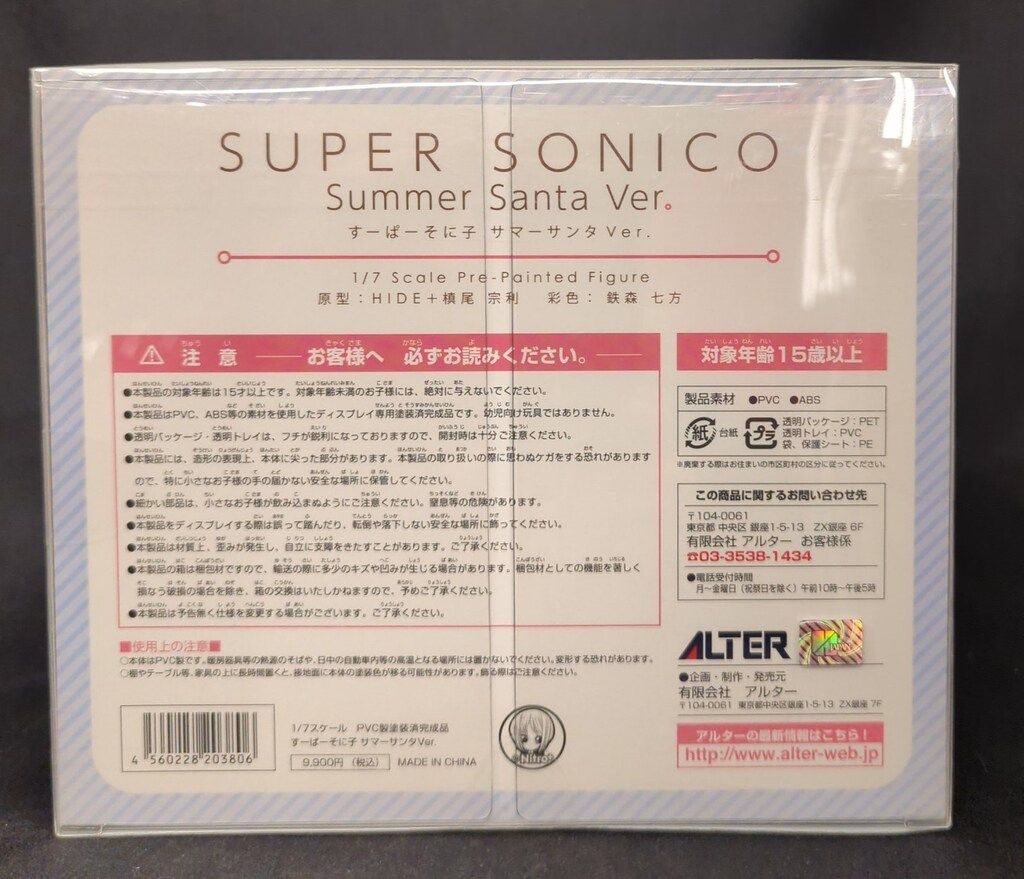 SUPER SONICO
Summer Santa Ver.
すーぱーそに子 サマーサンタVer.
1/7 Scale Pre-Painted Figure
原型：HIDE＋槙尾 宗利　彩色：鉄森 七方
注意 お客様へ 必ずお読みください。
●本製品の対象年齢は15才以上です。対象年齢未満のお子様には、絶対に与えないでください。
●本製品はPVC、ABS等の素材を使用したディスプレイ専用塗装済完成品です。幼児向け玩具ではありません。
●透明パッケージ・透明トレイは、フチが鋭利になっておりますので、開封時は十分ご注意ください。
●本製品には、造形の表現上、本体に尖った部分があります。本製品の取り扱いの際に思わぬケガをする恐れがあります
ので、特に小さなお子様の手の届かない安全な場所に保管してください。
●細かい部品は、小さなお子様が飲み込まぬようにご注意ください。窒息等の危険があります。
●本製品をディスプレイする際は誤って踏んだり、転倒や落下しない安全な場所に飾ってください。
●本製品は材質上、歪みが発生し、自立に支障をきたすことがあります。ご了承ください。
●本製品の箱は梱包材ですので、輸送の際に多少のキズや凹みが生じる場合があります。梱包材としての機能を著しく
損なう破損の場合を除き、箱の交換はいたしかねますので、予めご了承ください。
●本製品は予告無く仕様を変更する場合がございます。ご了承ください。
■使用上の注意■
○本体はPVC製です。暖房器具等の熱源のそばや、日中の自動車内等の高温となる場所には置かないでください。変形する恐れがあります。
○棚やテーブル等、家具の上に長時間置くと、接地面に本体の塗装色が移る可能性があります。飾る際はご注意ください。
4 560228 203806
1/7スケール　PVC製塗装済完成品
すーぱーそに子 サマーサンタVer.
9,900円（税込）
MADE IN CHINA
Nitro+
対象年齢15歳以上
製品素材　●PVC　●ABS
紙 台紙
プラ
透明パッケージ：PET
透明トレイ：PVC
袋、保護シート：PE
※廃棄する際はお住まいの市区町村の区分に従ってください。
この商品に関するお問い合わせ先
〒104-0061
東京都 中央区 銀座1-5-13　ZX銀座 6F
有限会社 アルター　お客様係
☎03-3538-1434
●電話受付時間
月〜金曜日（祝祭日を除く）午前10時〜午後5時
ALTER
●企画・制作・発売元
有限会社　アルター
〒104-0061　東京都中央区銀座1-5-13　ZX銀座 7F
アルターの最新情報はこちら！
http://www.alter-web.jp